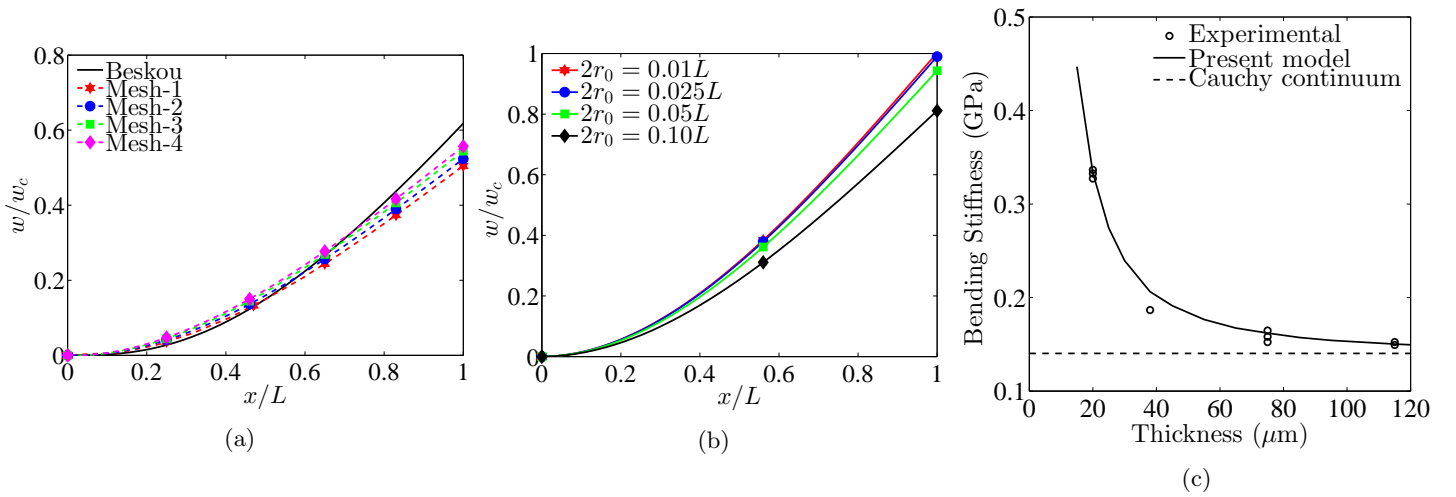 0.8
0.6
0.4
0.2
0
0 0.2 0.4 0.6 0.8 1
w/w_c
x/L
Beskou
Mesh-1
Mesh-2
Mesh-3
Mesh-4
(a)
1
0.8
0.6
0.4
0.2
0
0 0.2 0.4 0.6 0.8 1
w/w_c
x/L
2r_0 = 0.01L
2r_0 = 0.025L
2r_0 = 0.05L
2r_0 = 0.10L
(b)
0.5
0.4
0.3
0.2
0.1
0 20 40 60 80 100 120
Bending Stiffness (GPa)
Thickness (μm)
Experimental
Present model
Cauchy continuum
(c)